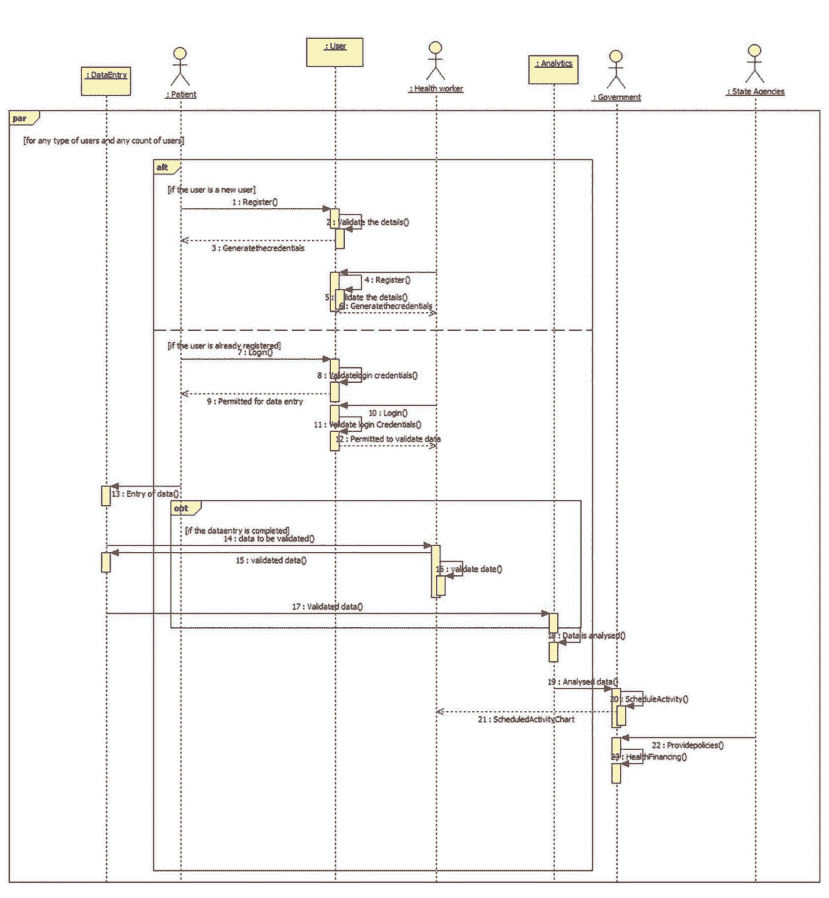 : DataEntry
: Patient
: User
: Health worker
: Analytics
: Government
: State Agencies
par
[for any type of users and any count of users]
alt
[if the user is a new user]
1 : Register()
2 : Validate the details()
3 : Generatethecredentials
4 : Register()
5 : Validate the details()
6 : Generatethecredentials
[if the user is already registered]
7 : Login()
8 : Validatelogin credentials()
9 : Permitted for data entry
10 : Login()
11 : Validate login Credentials()
12 : Permitted to validate data
13 : Entry of data()
opt
[if the dataentry is completed]
14 : data to be validated()
15 : validated data()
16 : validate date()
17 : Validated data()
18 : Data is analysed()
19 : Analysed data()
20 : ScheduleActivity()
21 : ScheduledActivityChart
22 : Providepolicies()
23 : HealthFinancing()